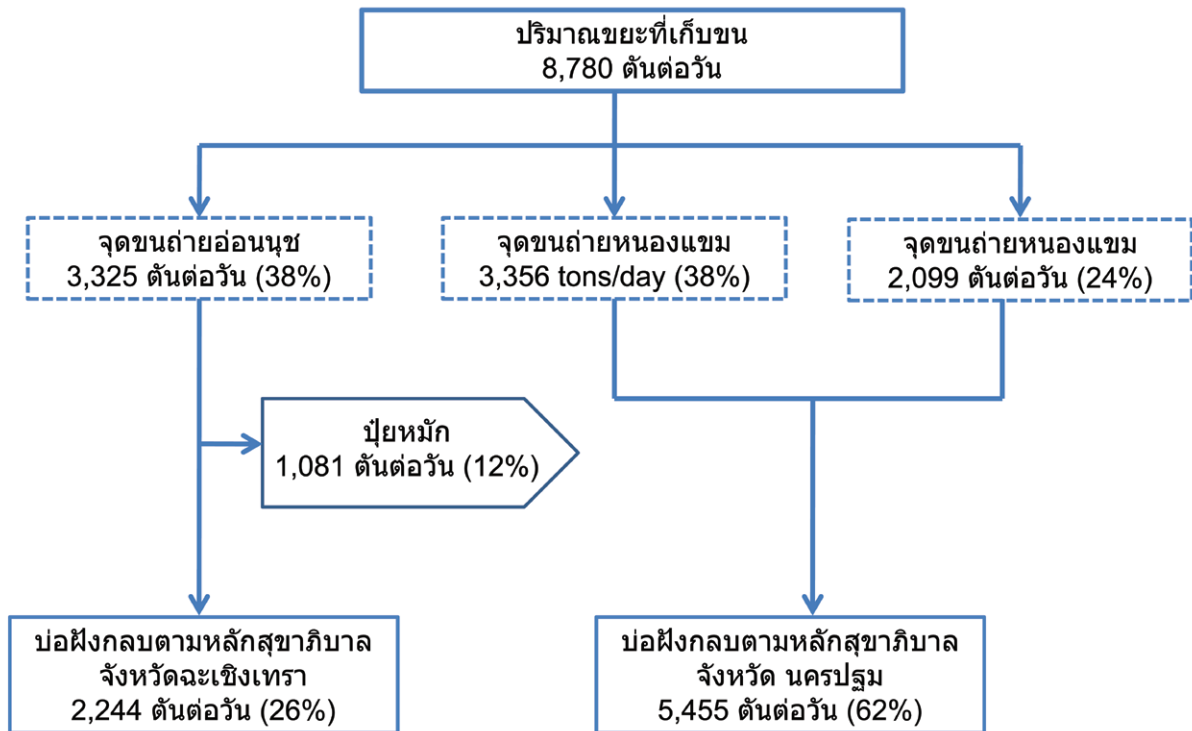 ปริมาณขยะที่เก็บขน
8,780 ตันต่อวัน
จุดขนถ่ายอ่อนนุช
3,325 ตันต่อวัน (38%)
จุดขนถ่ายหนองแขม
3,356 tons/day (38%)
จุดขนถ่ายหนองแขม
2,099 ตันต่อวัน (24%)
ปุ๋ยหมัก
1,081 ตันต่อวัน (12%)
บ่อฝังกลบตามหลักสุขาภิบาล
จังหวัดฉะเชิงเทรา
2,244 ตันต่อวัน (26%)
บ่อฝังกลบตามหลักสุขาภิบาล
จังหวัด นครปฐม
5,455 ตันต่อวัน (62%)